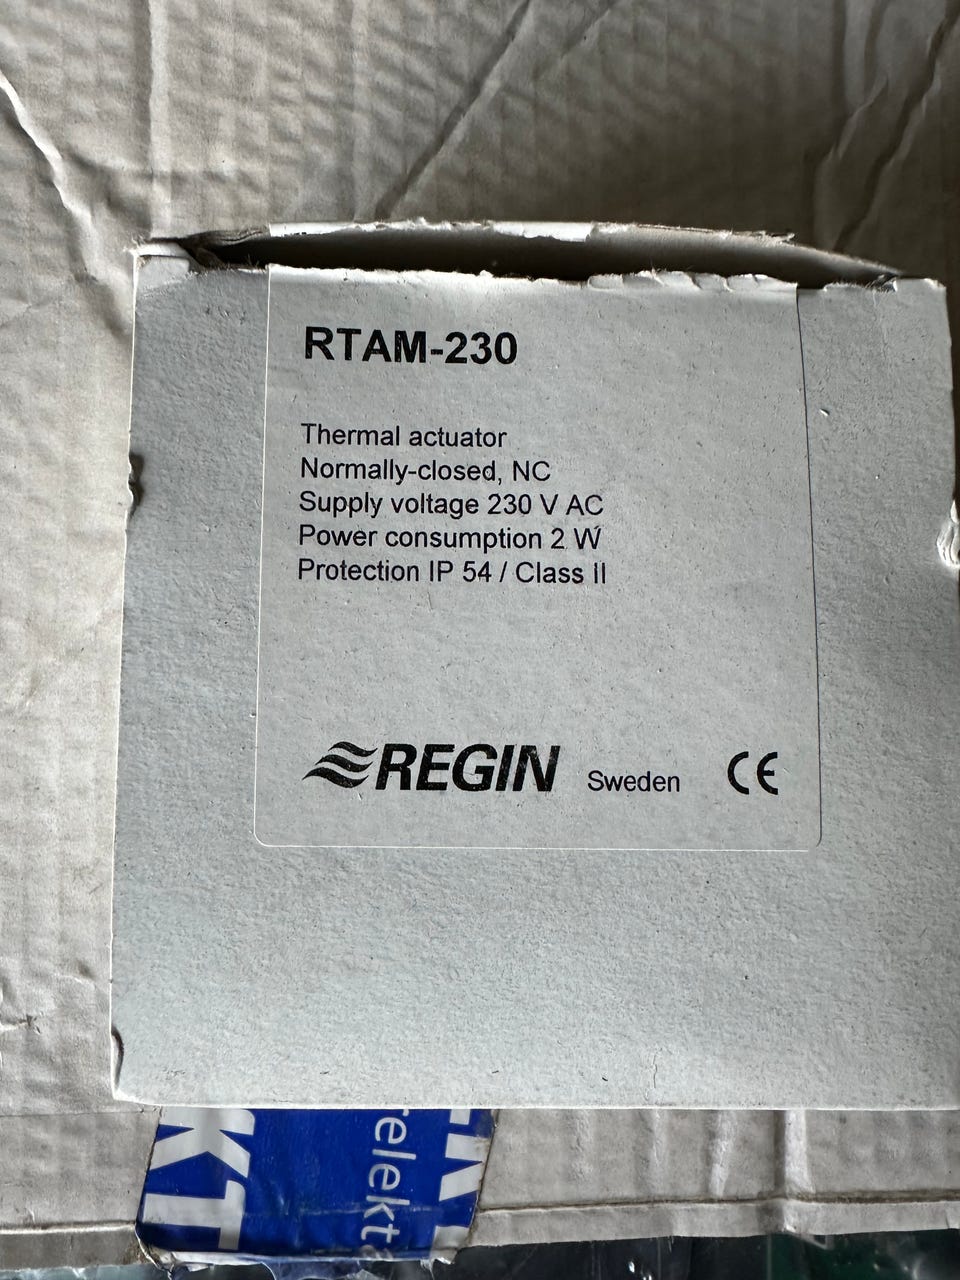 RTAM-230
Thermal actuator
Normally-closed, NC
Supply voltage 230 V AC
Power consumption 2 W
Protection IP 54 / Class II
REGIN Sweden CE